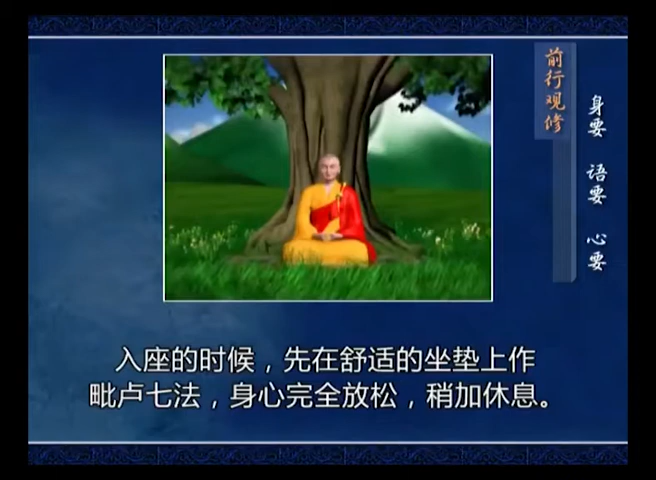 前行观修
身要 语要 心要
入座的时候，先在舒适的坐垫上作
毗卢七法，身心完全放松，稍加休息。